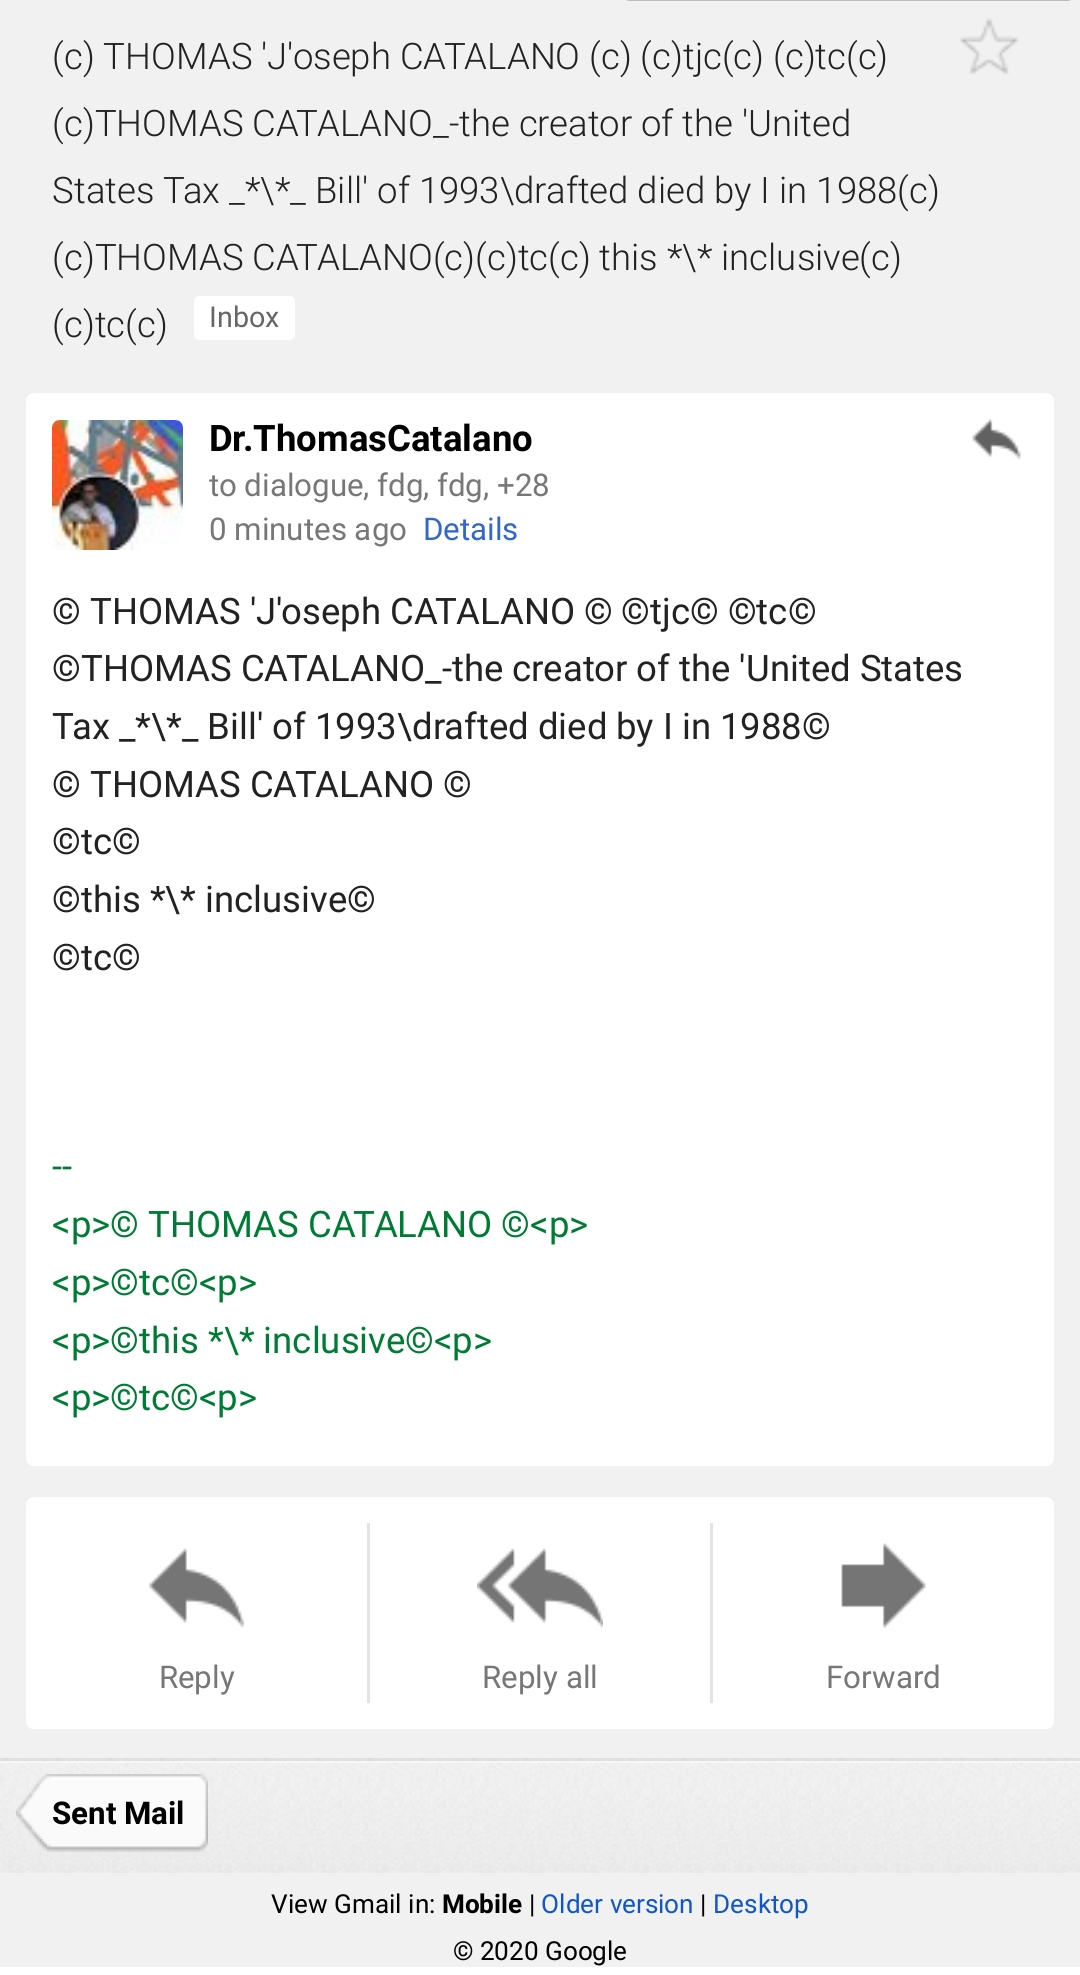 (c) THOMAS 'J'oseph CATALANO (c) (c)tjc(c) (c)tc(c)
(c)THOMAS CATALANO_-the creator of the 'United
States Tax _*\*_ Bill' of 1993\drafted died by I in 1988(c)
(c)THOMAS CATALANO(c)(c)tc(c) this *\* inclusive(c)
(c)tc(c) Inbox
Dr.ThomasCatalano
to dialogue, fdg, fdg, +28
0 minutes ago Details
© THOMAS 'J'oseph CATALANO © ©tjc© ©tc©
©THOMAS CATALANO_-the creator of the 'United States
Tax _*\*_ Bill' of 1993\drafted died by I in 1988©
© THOMAS CATALANO ©
©tc©
©this *\* inclusive©
©tc©
--
<p>© THOMAS CATALANO ©<p>
<p>©tc©<p>
<p>©this *\* inclusive©<p>
<p>©tc©<p>
Reply Reply all Forward
Sent Mail
View Gmail in: Mobile | Older version | Desktop
© 2020 Google